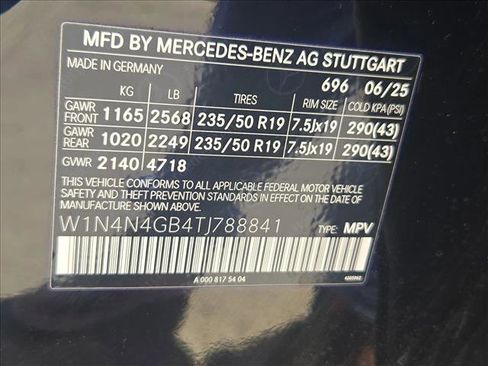 MFD BY MERCEDES-BENZ AG STUTTGART
MADE IN GERMANY 696 06/25
KG LB TIRES RIM SIZE COLD KPA(PSI)
GAWR FRONT 1165 2568 235/50 R19 7.5Jx19 290(43)
GAWR REAR 1020 2249 235/50 R19 7.5Jx19 290(43)
GVWR 2140 4718
THIS VEHICLE CONFORMS TO ALL APPLICABLE FEDERAL MOTOR VEHICLE
SAFETY AND THEFT PREVENTION STANDARDS IN EFFECT ON THE DATE
OF MANUFACTURE SHOWN ABOVE.
W1N4N4GB4TJ788841 TYPE: MPV
A 000 817 54 04